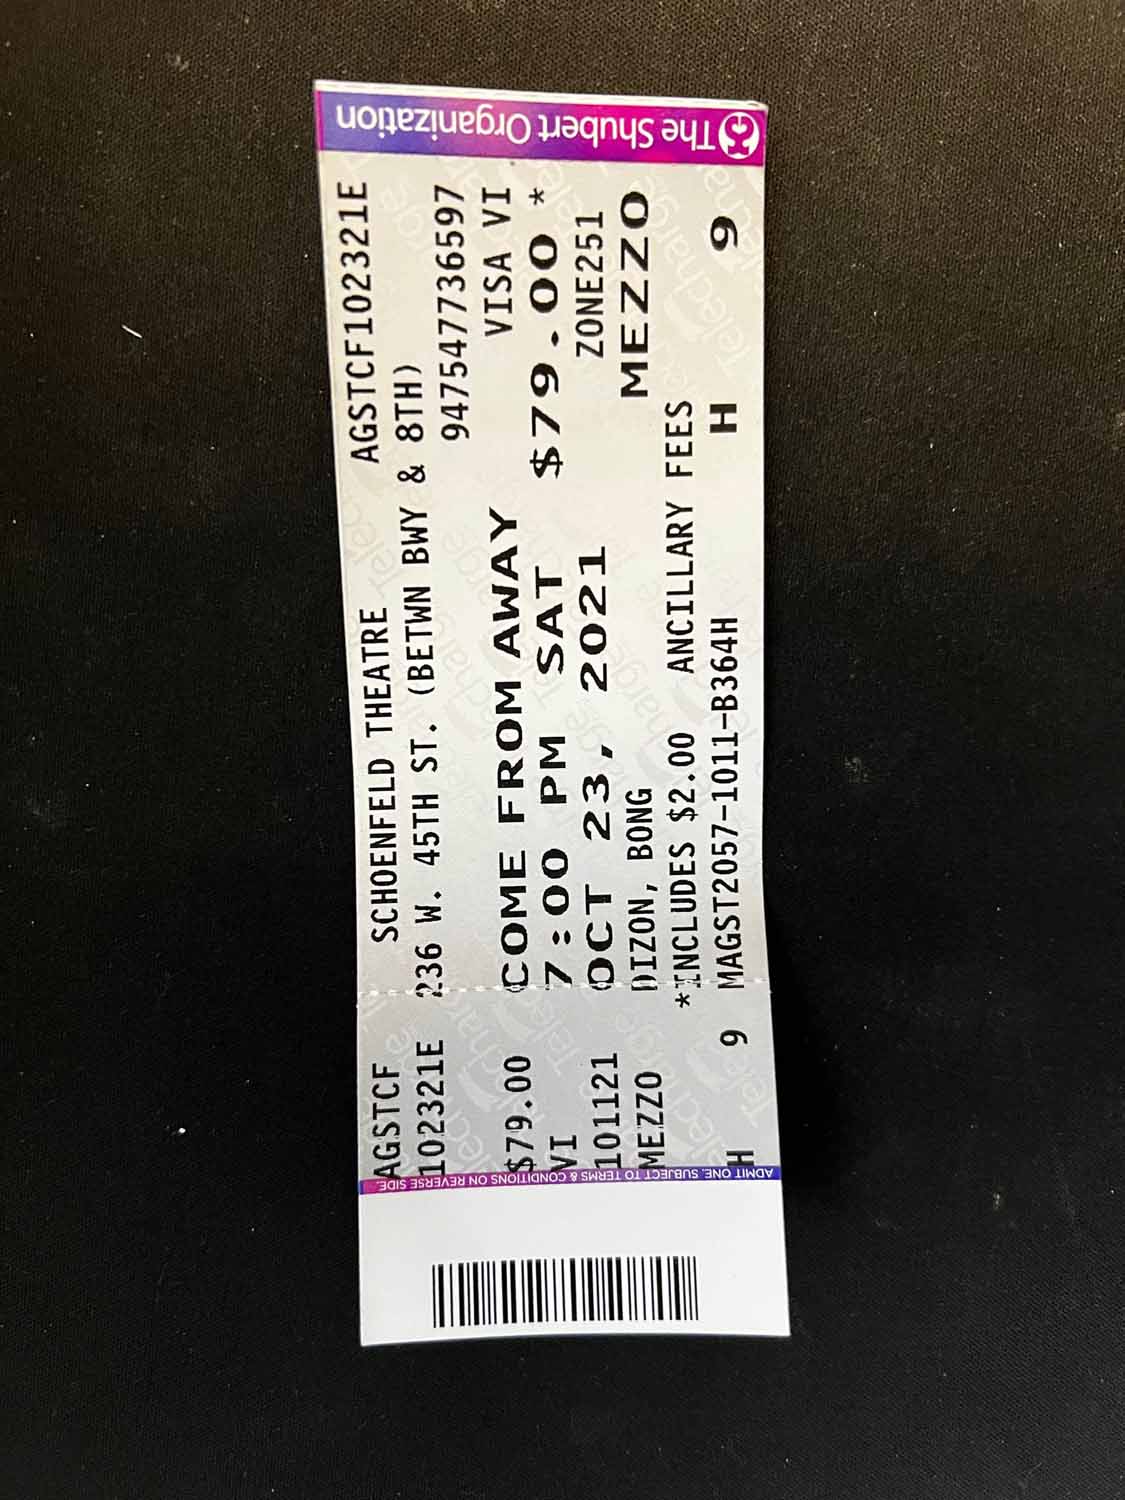 The Shubert Organization
AGSTCF
102321E
$79.00
VI
101121
MEZZO
H 9
SCHOENFELD THEATRE AGSTCF102321E
236 W. 45TH ST. (BETWN BWY & 8TH)
947547736597
COME FROM AWAY VISA VI
7:00 PM SAT $79.00 *
OCT 23, 2021 ZONE251
DIZON, BONG MEZZO
*INCLUDES $2.00 ANCILLARY FEES
MAGST2057-1011-B364H H 9
ADMIT ONE. SUBJECT TO TERMS & CONDITIONS ON REVERSE SIDE.